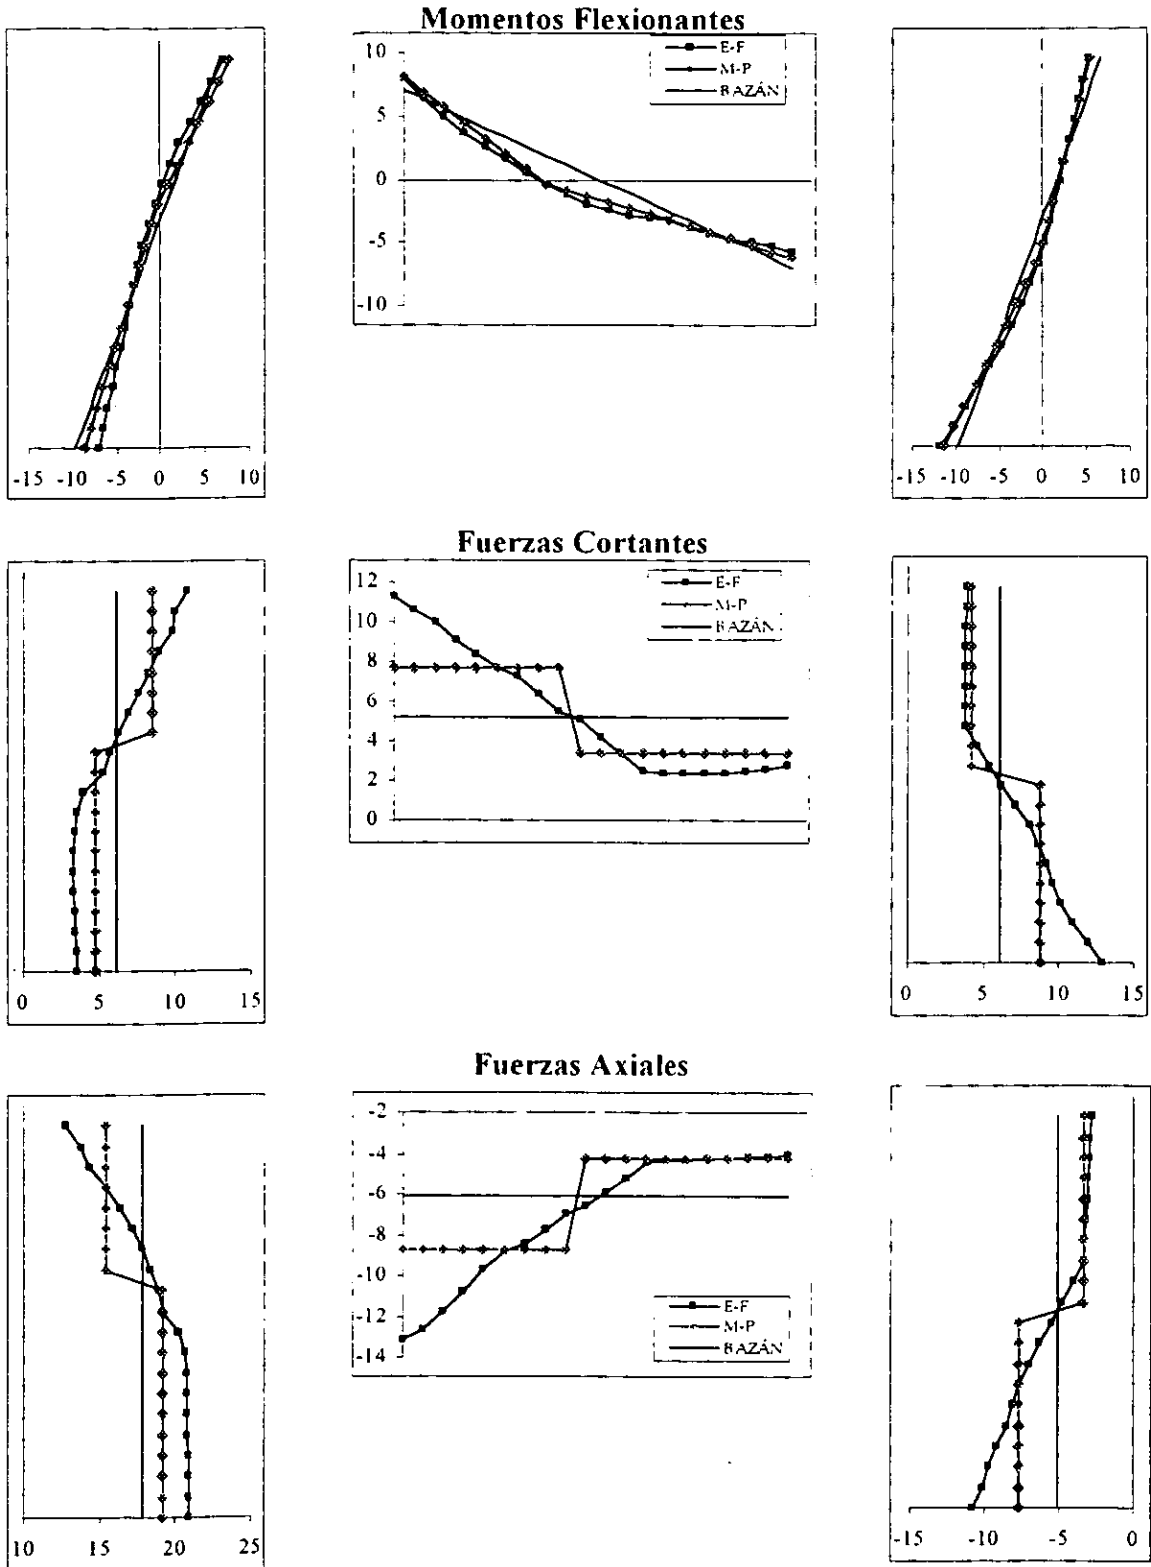 Momentos Flexionantes
E-F
M-P
BAZÁN
10
5
0
-5
-10
-15 -10 -5 0 5 10
-15 -10 -5 0 5 10
Fuerzas Cortantes
E-F
M-P
BAZÁN
12
10
8
6
4
2
0
0 5 10 15
0 5 10 15
Fuerzas Axiales
-2
-4
-6
-8
-10
-12
-14
E-F
M-P
BAZÁN
10 15 20 25
-15 -10 -5 0